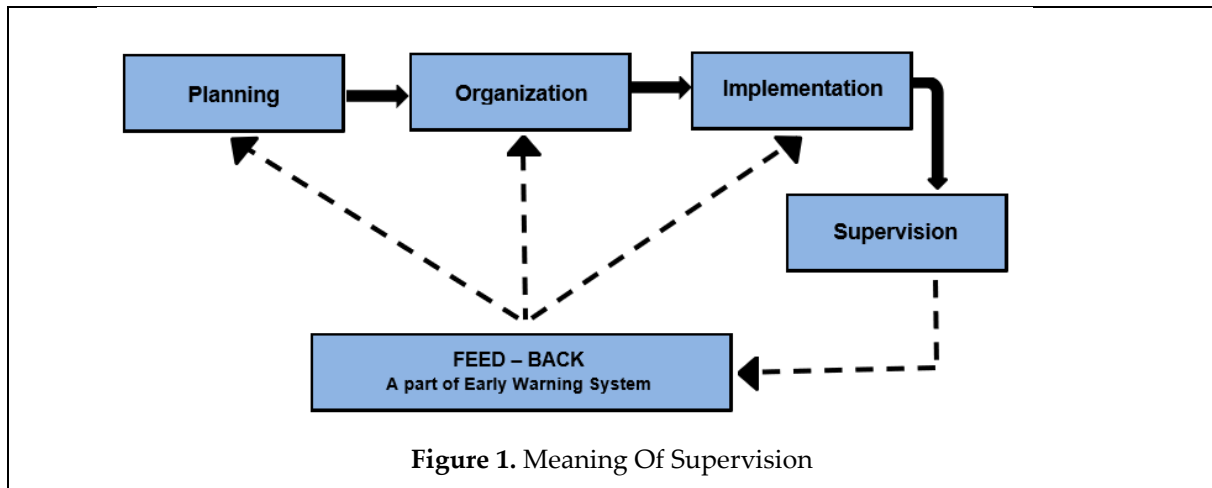 Planning
Organization
Implementation
Supervision
FEED – BACK
A part of Early Warning System
Figure 1. Meaning Of Supervision